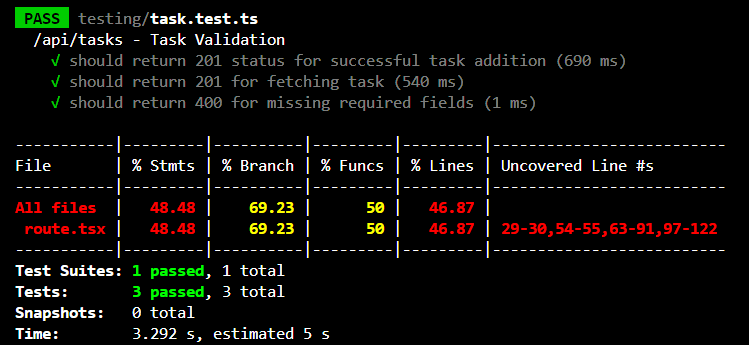 PASS testing/task.test.ts
/api/tasks - Task Validation
√ should return 201 status for successful task addition (690 ms)
√ should return 201 for fetching task (540 ms)
√ should return 400 for missing required fields (1 ms)
-----------|---------|----------|---------|---------|--------------------------
File       | % Stmts | % Branch | % Funcs | % Lines | Uncovered Line #s
-----------|---------|----------|---------|---------|--------------------------
All files  |   48.48 |    69.23 |      50 |   46.87 |
 route.tsx |   48.48 |    69.23 |      50 |   46.87 | 29-30,54-55,63-91,97-122
-----------|---------|----------|---------|---------|--------------------------
Test Suites: 1 passed, 1 total
Tests:       3 passed, 3 total
Snapshots:   0 total
Time:        3.292 s, estimated 5 s